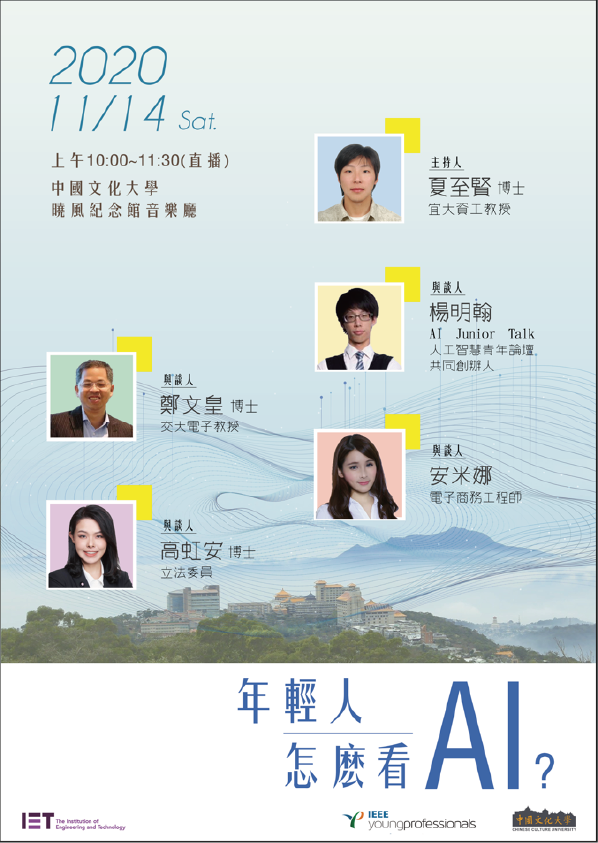 2020
11/14 Sat.
上午10:00~11:30(直播)
中國文化大學
曉風紀念館音樂廳
主持人
夏至賢 博士
宜大資工教授
與談人
楊明翰
AI Junior Talk
人工智慧青年論壇
共同創辦人
與談人
鄭文皇 博士
交大電子教授
與談人
安米娜
電子商務工程師
與談人
高虹安 博士
立法委員
年輕人
怎麼看AI?
IET The Institution of
Engineering and Technology
IEEE
youngprofessionals
中國文化大學
CHINESE CULTURE UNIVERSITY